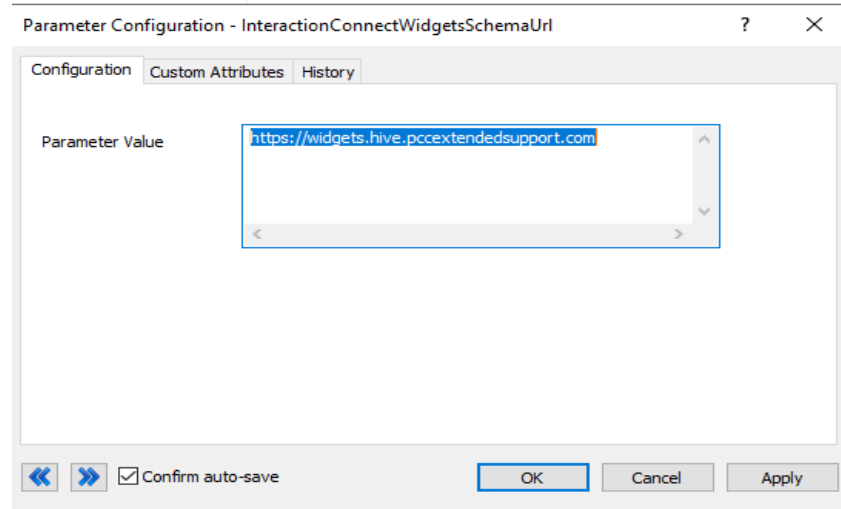 Parameter Configuration - InteractionConnectWidgetsSchemaUrl ? ×
Configuration Custom Attributes History
Parameter Value https://widgets.hive.pccextendedsupport.com
Confirm auto-save OK Cancel Apply